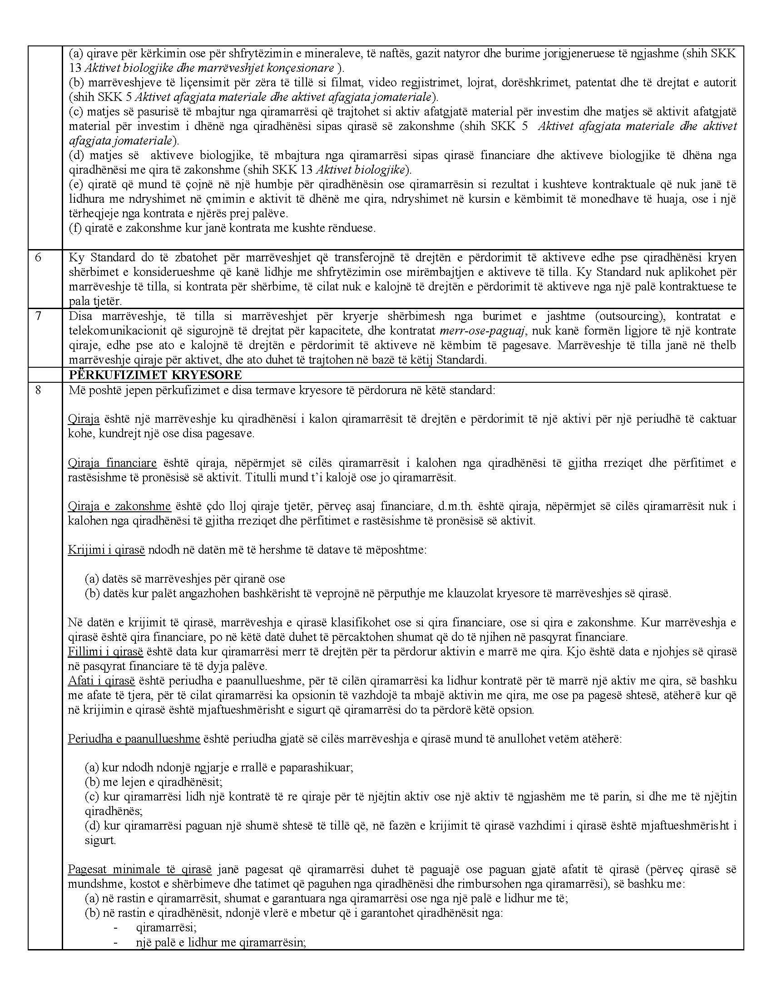 (a) qirave për kërkimin ose për shfrytëzimin e mineraleve, të naftës, gazit natyror dhe burime jorigjeneruese të ngjashme (shih SKK
13 Aktivet biologjike dhe marrëveshjet konçesionare ).
(b) marrëveshjeve të liçensimit për zëra të tillë si filmat, video regjistrimet, lojrat, dorëshkrimet, patentat dhe të drejtat e autorit
(shih SKK 5 Aktivet afagjata materiale dhe aktivet afagjata jomateriale).
(c) matjes së pasurisë të mbajtur nga qiramarrësi që trajtohet si aktiv afatgjatë material për investim dhe matjes së aktivit afatgjatë
material për investim i dhënë nga qiradhënësi sipas qirasë së zakonshme (shih SKK 5 Aktivet afagjata materiale dhe aktivet
afagjata jomateriale).
(d) matjes së aktiveve biologjike, të mbajtura nga qiramarrësi sipas qirasë financiare dhe aktiveve biologjike të dhëna nga
qiradhënësi me qira të zakonshme (shih SKK 13 Aktivet biologjike).
(e) qiratë që mund të çojnë në një humbje për qiradhënësin ose qiramarrësin si rezultat i kushteve kontraktuale që nuk janë të
lidhura me ndryshimet në çmimin e aktivit të dhënë me qira, ndryshimet në kursin e këmbimit të monedhave të huaja, ose i një
tërheqjeje nga kontrata e njërës prej palëve.
(f) qiratë e zakonshme kur janë kontrata me kushte rënduese.
6 Ky Standard do të zbatohet për marrëveshjet që transferojnë të drejtën e përdorimit të aktiveve edhe pse qiradhënësi kryen
shërbimet e konsiderueshme që kanë lidhje me shfrytëzimin ose mirëmbajtjen e aktiveve të tilla. Ky Standard nuk aplikohet për
marrëveshje të tilla, si kontrata për shërbime, të cilat nuk e kalojnë të drejtën e përdorimit të aktiveve nga një palë kontraktuese te
pala tjetër.
7 Disa marrëveshje, të tilla si marrëveshjet për kryerje shërbimesh nga burimet e jashtme (outsourcing), kontratat e
telekomunikacionit që sigurojnë të drejtat për kapacitete, dhe kontratat merr-ose-paguaj, nuk kanë formën ligjore të një kontrate
qiraje, edhe pse ato e kalojnë të drejtën e përdorimit të aktiveve në këmbim të pagesave. Marrëveshje të tilla janë në thelb
marrëveshje qiraje për aktivet, dhe ato duhet të trajtohen në bazë të këtij Standardi.
PËRKUFIZIMET KRYESORE
8 Më poshtë jepen përkufizimet e disa termave kryesore të përdorura në këtë standard:
Qiraja është një marrëveshje ku qiradhënësi i kalon qiramarrësit të drejtën e përdorimit të një aktivi për një periudhë të caktuar
kohe, kundrejt një ose disa pagesave.
Qiraja financiare është qiraja, nëpërmjet së cilës qiramarrësit i kalohen nga qiradhënësi të gjitha rreziqet dhe përfitimet e
rastësishme të pronësisë së aktivit. Titulli mund t’i kalojë ose jo qiramarrësit.
Qiraja e zakonshme është çdo lloj qiraje tjetër, përveç asaj financiare, d.m.th. është qiraja, nëpërmjet së cilës qiramarrësit nuk i
kalohen nga qiradhënësi të gjitha rreziqet dhe përfitimet e rastësishme të pronësisë së aktivit.
Krijimi i qirasë ndodh në datën më të hershme të datave të mëposhtme:
(a) datës së marrëveshjes për qiranë ose
(b) datës kur palët angazhohen bashkërisht të veprojnë në përputhje me klauzolat kryesore të marrëveshjes së qirasë.
Në datën e krijimit të qirasë, marrëveshja e qirasë klasifikohet ose si qira financiare, ose si qira e zakonshme. Kur marrëveshja e
qirasë është qira financiare, po në këtë datë duhet të përcaktohen shumat që do të njihen në pasqyrat financiare.
Fillimi i qirasë është data kur qiramarrësi merr të drejtën për ta përdorur aktivin e marrë me qira. Kjo është data e njohjes së qirasë
në pasqyrat financiare të të dyja palëve.
Afati i qirasë është periudha e paanullueshme, për të cilën qiramarrësi ka lidhur kontratë për të marrë një aktiv me qira, së bashku
me afate të tjera, për të cilat qiramarrësi ka opsionin të vazhdojë ta mbajë aktivin me qira, me ose pa pagesë shtesë, atëherë kur që
në krijimin e qirasë është mjaftueshmërisht e sigurt që qiramarrësi do ta përdorë këtë opsion.
Periudha e paanullueshme është periudha gjatë së cilës marrëveshja e qirasë mund të anullohet vetëm atëherë:
(a) kur ndodh ndonjë ngjarje e rrallë e paparashikuar;
(b) me lejen e qiradhënësit;
(c) kur qiramarrësi lidh një kontratë të re qiraje për të njëjtin aktiv ose një aktiv të ngjashëm me të parin, si dhe me të njëjtin
qiradhënës;
(d) kur qiramarrësi paguan një shumë shtesë të tillë që, në fazën e krijimit të qirasë vazhdimi i qirasë është mjaftueshmërisht i
sigurt.
Pagesat minimale të qirasë janë pagesat që qiramarrësi duhet të paguajë ose paguan gjatë afatit të qirasë (përveç qirasë së
mundshme, kostot e shërbimeve dhe tatimet që paguhen nga qiradhënësi dhe rimbursohen nga qiramarrësi), së bashku me:
(a) në rastin e qiramarrësit, shumat e garantuara nga qiramarrësi ose nga një palë e lidhur me të;
(b) në rastin e qiradhënësit, ndonjë vlerë e mbetur që i garantohet qiradhënësit nga:
- qiramarrësi;
- një palë e lidhur me qiramarrësin;